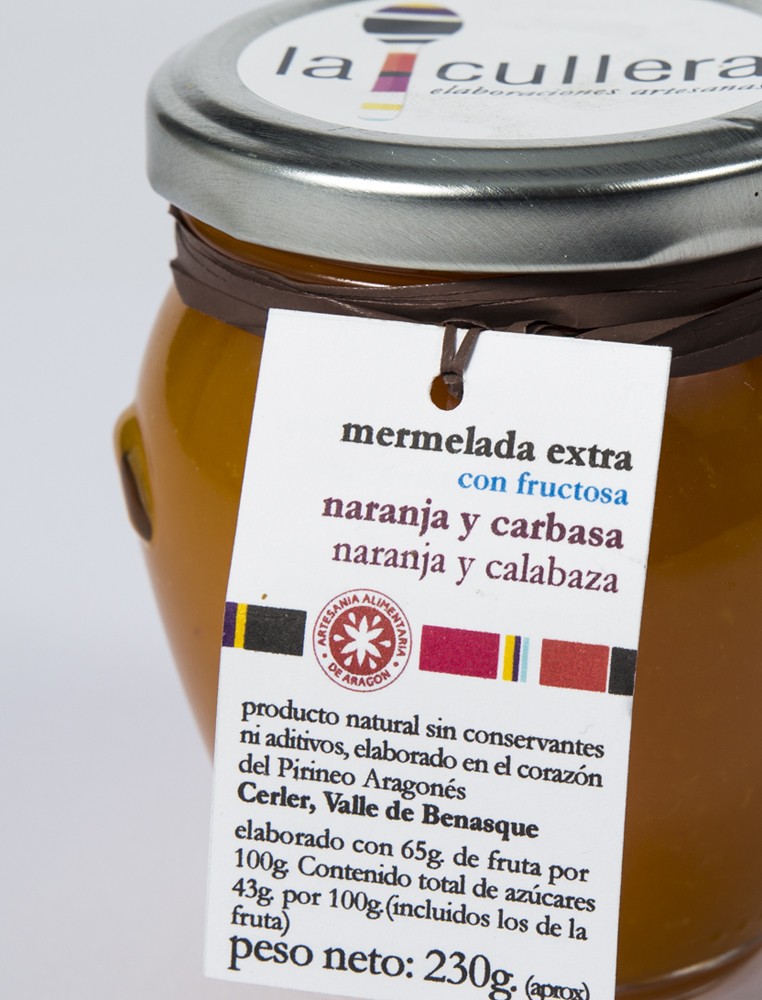 la cullera
elaboraciones artesanas
mermelada extra
con fructosa
naranja y carbasa
naranja y calabaza
ARTESANIA ALIMENTARIA
DE ARAGON
producto natural sin conservantes
ni aditivos, elaborado en el corazón
del Pirineo Aragonés
Cerler, Valle de Benasque
elaborado con 65g. de fruta por
100g. Contenido total de azúcares
43g. por 100g.(incluidos los de la
fruta)
peso neto: 230g. (aprox)